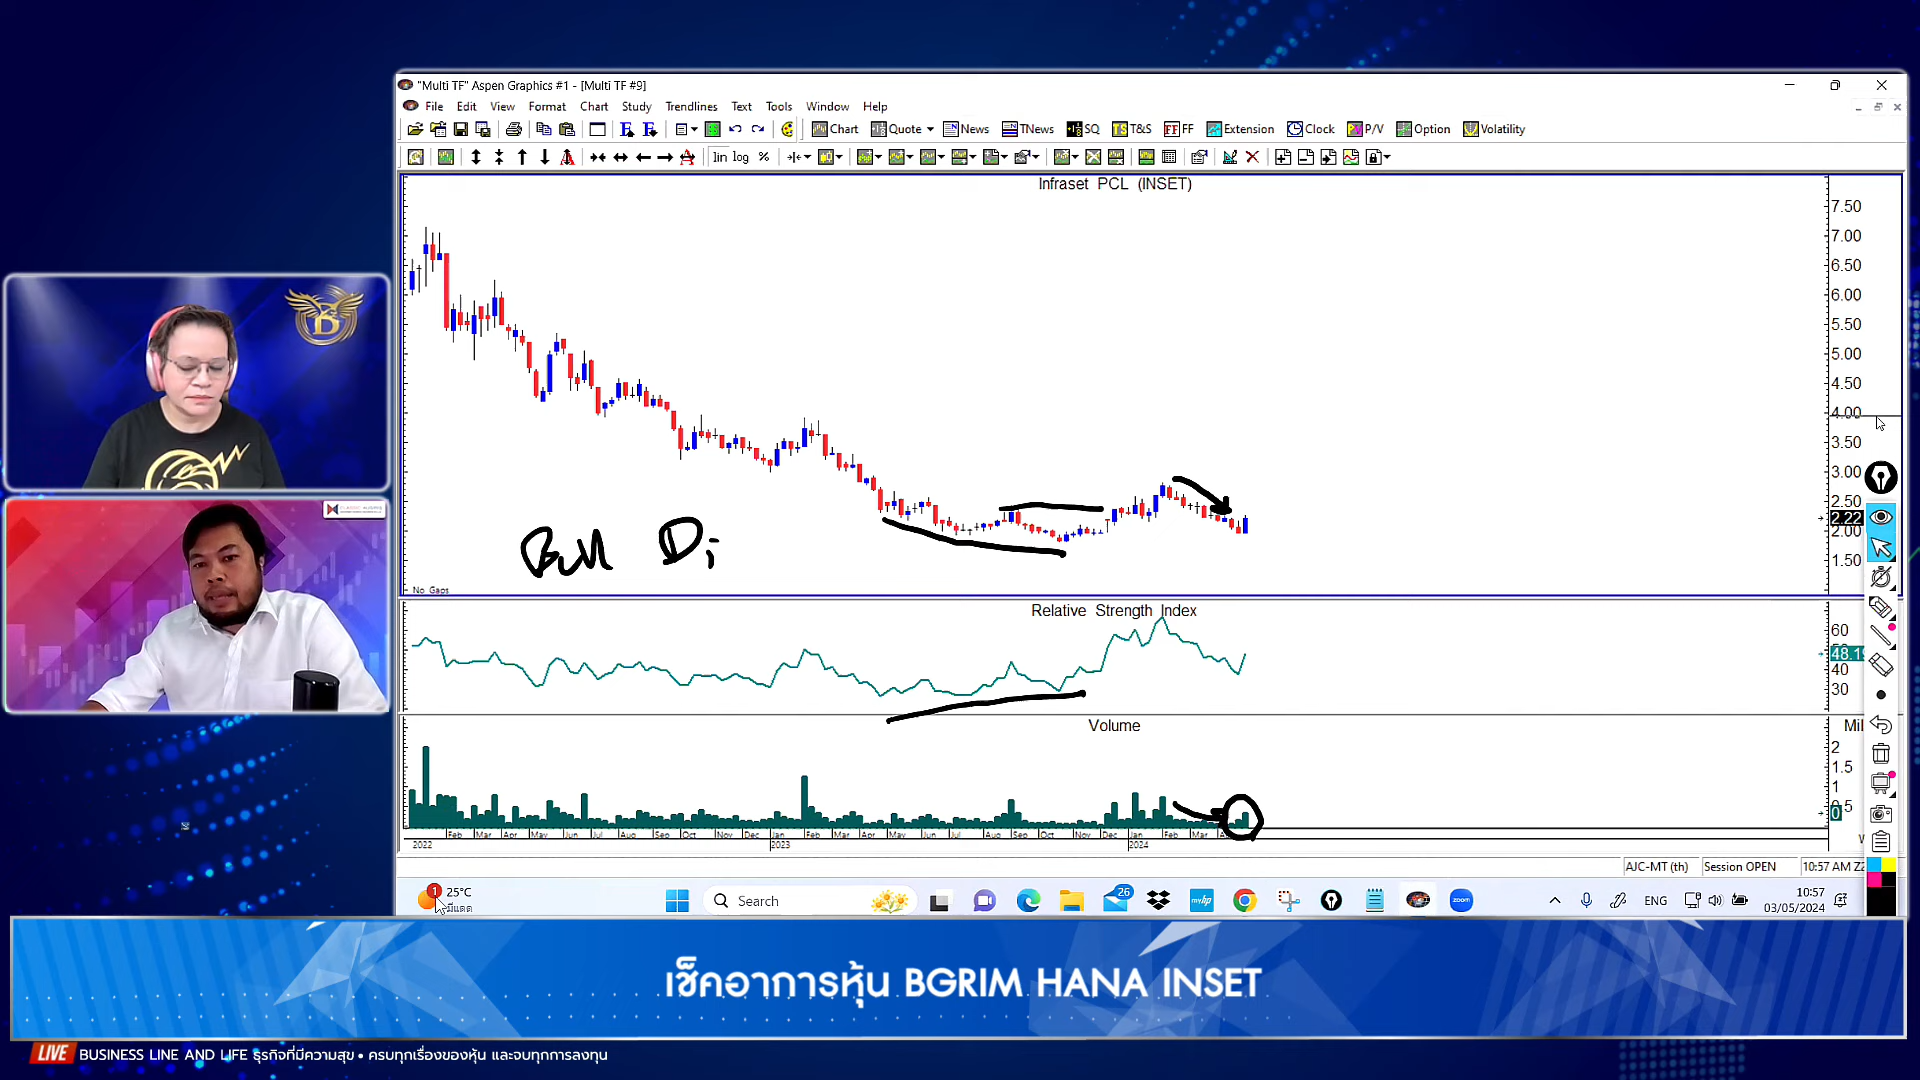 "Multi TF" Aspen Graphics #1 - [Multi TF #9]
File Edit View Format Chart Study Trendlines Text Tools Window Help
Chart Quote News TNews SQ T&S FF Extension Clock P/V Option Volatility
lin log %
Infraset PCL (INSET)
7.50
7.00
6.50
6.00
5.50
5.00
4.50
4.00
3.50
3.00
2.50
2.22
2.00
1.50
Bull Di
No Gaps
Relative Strength Index
60
48.1
40
30
Volume
Mil
2
1.5
1
0.5
0
Feb Mar Apr May Jun Jul Aug Sep Oct Nov Dec Jan Feb Mar Apr May Jun Jul Aug Sep Oct Nov Dec Jan Feb Mar
2022 2023 2024
AJC-MT (th) Session OPEN 10:57 AM
1 25°C
มีแดด
Search
26
myhp
zoom
ENG
10:57
03/05/2024
เช็คอาการหุ้น BGRIM HANA INSET
LIVE BUSINESS LINE AND LIFE ธุรกิจที่มีความสุข • ครบทุกเรื่องของหุ้น และจบทุกการลงทุน